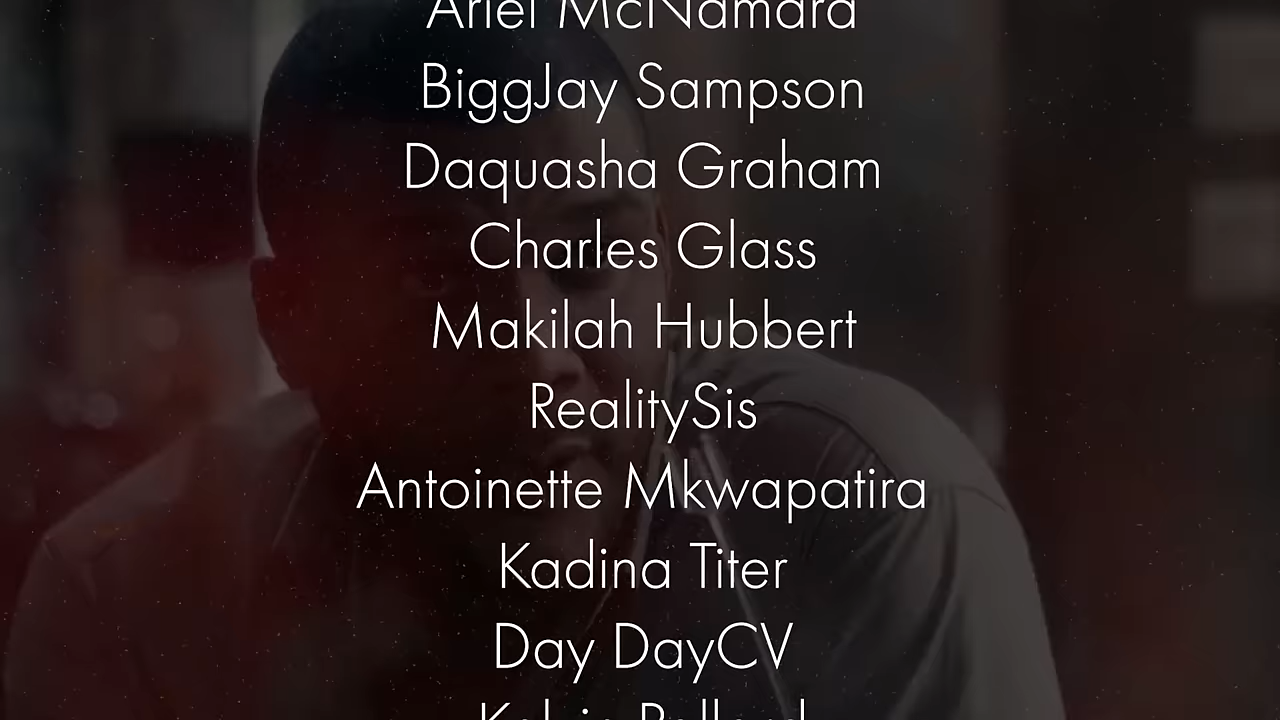 Ariel McNamara
BiggJay Sampson
Daquasha Graham
Charles Glass
Makilah Hubbert
RealitySis
Antoinette Mkwapatira
Kadina Titer
Day DayCV